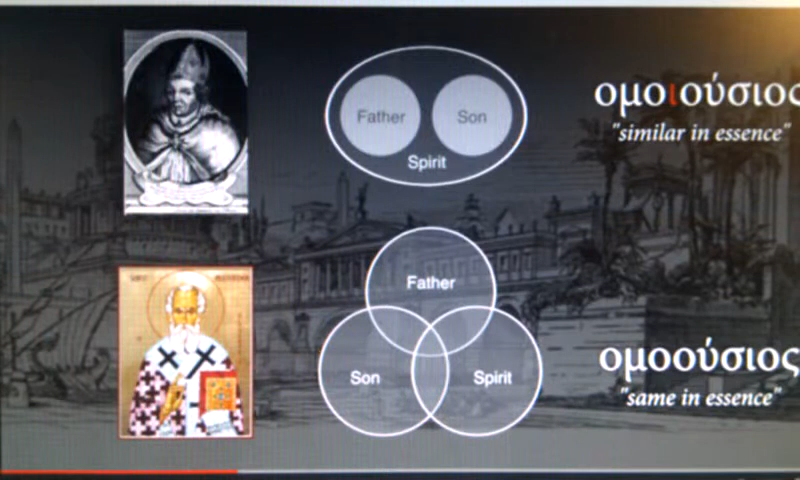 Father
Son
Spirit
ομοιούσιος
"similar in essence"
Father
Son
Spirit
ομοούσιος
"same in essence"